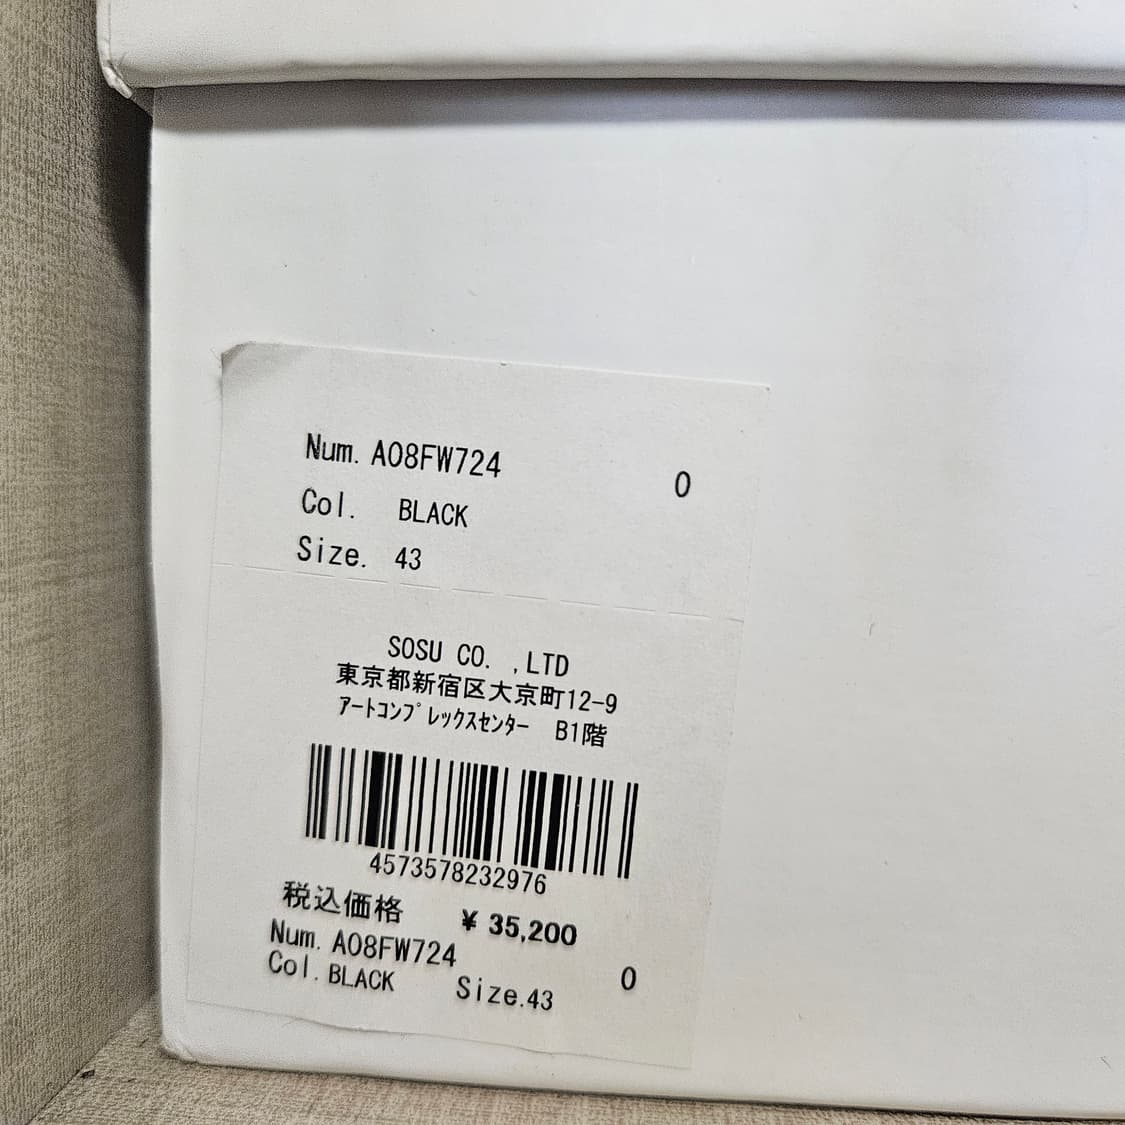 Num. A08FW724 0
Col. BLACK
Size. 43
SOSU CO. ,LTD
東京都新宿区大京町12-9
ｱｰﾄｺﾝﾌﾟﾚｯｸｽｾﾝﾀｰ B1階
4573578232976
税込価格 ¥ 35,200
Num. A08FW724
Col. BLACK Size.43 0